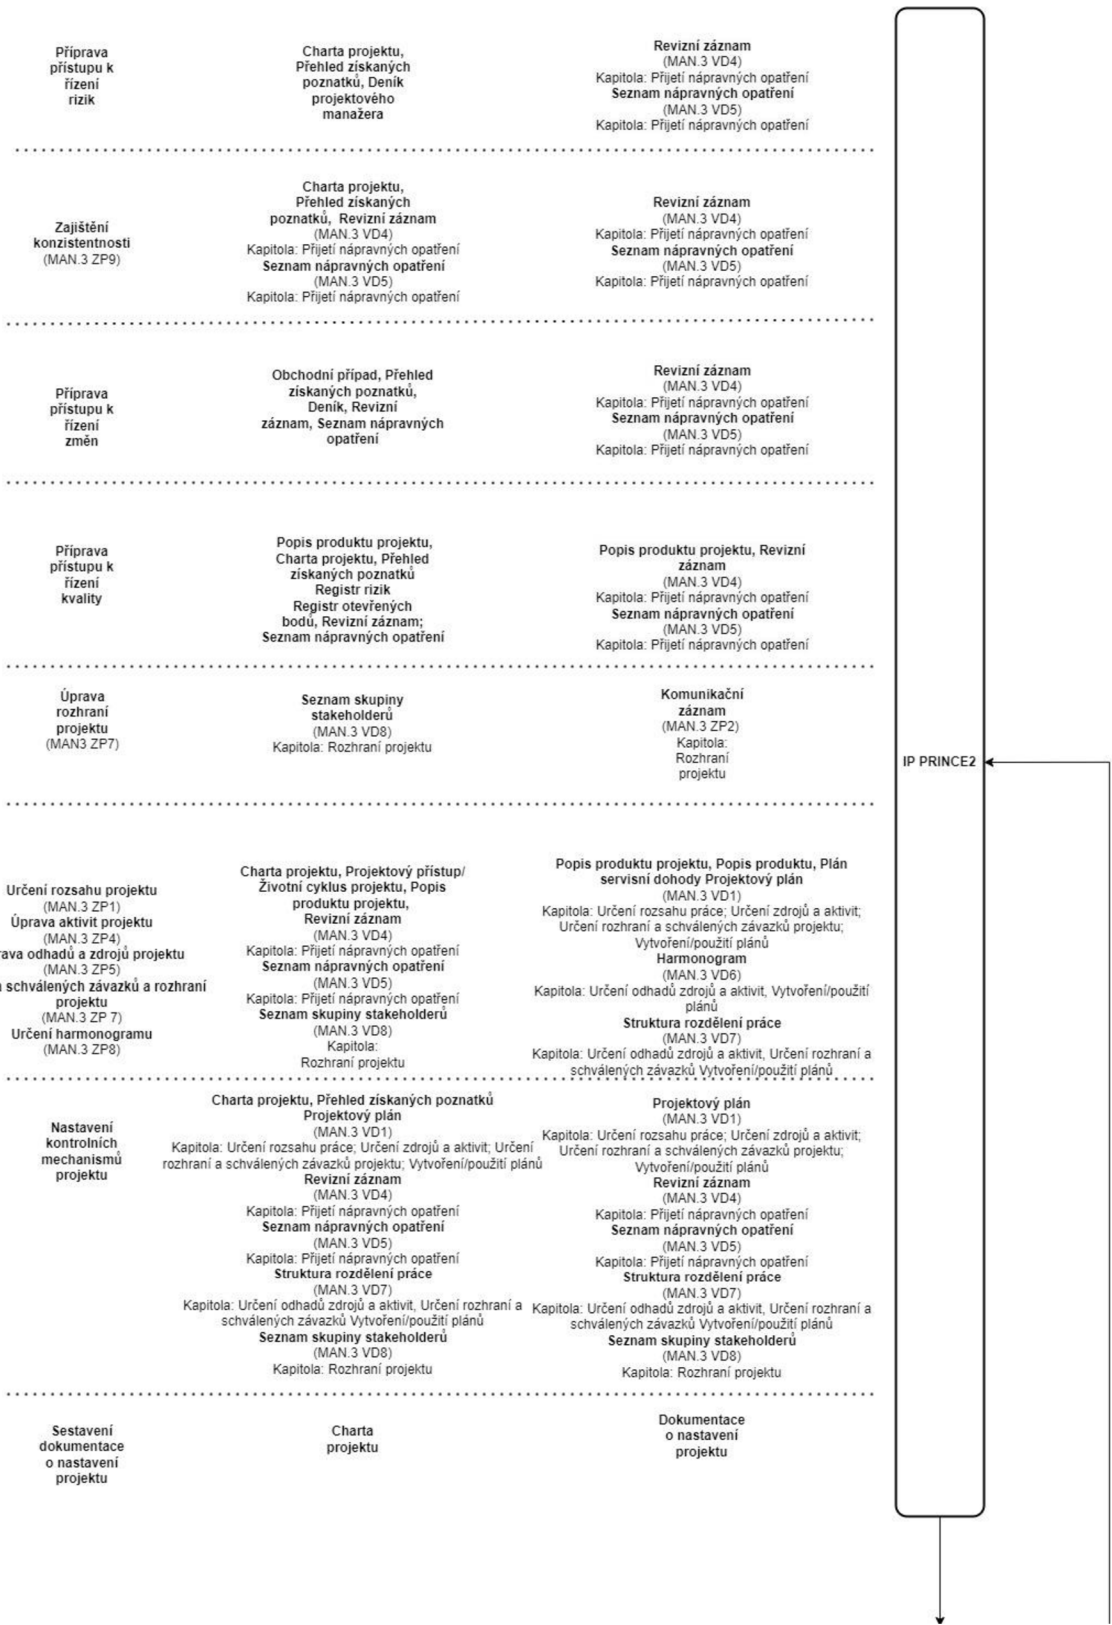 Příprava
přístupu k
řízení
rizik
Charta projektu,
Přehled získaných
poznatků, Deník
projektového
manažera
Revizní záznam
(MAN.3 VD4)
Kapitola: Přijetí nápravných opatření
Seznam nápravných opatření
(MAN.3 VD5)
Kapitola: Přijetí nápravných opatření
Zajištění
konzistentnosti
(MAN.3 ZP9)
Charta projektu,
Přehled získaných
poznatků, Revizní záznam
(MAN.3 VD4)
Kapitola: Přijetí nápravných opatření
Seznam nápravných opatření
(MAN.3 VD5)
Kapitola: Přijetí nápravných opatření
Revizní záznam
(MAN.3 VD4)
Kapitola: Přijetí nápravných opatření
Seznam nápravných opatření
(MAN.3 VD5)
Kapitola: Přijetí nápravných opatření
Příprava
přístupu k
řízení
změn
Obchodní případ, Přehled
získaných poznatků,
Deník, Revizní
záznam, Seznam nápravných
opatření
Revizní záznam
(MAN.3 VD4)
Kapitola: Přijetí nápravných opatření
Seznam nápravných opatření
(MAN.3 VD5)
Kapitola: Přijetí nápravných opatření
Příprava
přístupu k
řízení
kvality
Popis produktu projektu,
Charta projektu, Přehled
získaných poznatků
Registr rizik
Registr otevřených
bodů, Revizní záznam;
Seznam nápravných opatření
Popis produktu projektu, Revizní
záznam
(MAN.3 VD4)
Kapitola: Přijetí nápravných opatření
Seznam nápravných opatření
(MAN.3 VD5)
Kapitola: Přijetí nápravných opatření
Úprava
rozhraní
projektu
(MAN3 ZP7)
Seznam skupiny
stakeholderů
(MAN.3 VD8)
Kapitola: Rozhraní projektu
Komunikační
záznam
(MAN.3 ZP2)
Kapitola:
Rozhraní
projektu
IP PRINCE2
Určení rozsahu projektu
(MAN.3 ZP1)
Úprava aktivit projektu
(MAN.3 ZP4)
odhadů a zdrojů projektu
(MAN.3 ZP5)
schválených závazků a rozhraní
projektu
(MAN.3 ZP 7)
Určení harmonogramu
(MAN.3 ZP8)
Charta projektu, Projektový přístup/
Životní cyklus projektu, Popis
produktu projektu,
Revizní záznam
(MAN.3 VD4)
Kapitola: Přijetí nápravných opatření
Seznam nápravných opatření
(MAN.3 VD5)
Kapitola: Přijetí nápravných opatření
Seznam skupiny stakeholderů
(MAN.3 VD8)
Kapitola:
Rozhraní projektu
Popis produktu projektu, Popis produktu, Plán
servisní dohody Projektový plán
(MAN.3 VD1)
Kapitola: Určení rozsahu práce; Určení zdrojů a aktivit;
Určení rozhraní a schválených závazků projektu;
Vytvoření/použití plánů
Harmonogram
(MAN.3 VD6)
Kapitola: Určení odhadů zdrojů a aktivit, Vytvoření/použití
plánů
Struktura rozdělení práce
(MAN.3 VD7)
Kapitola: Určení odhadů zdrojů a aktivit, Určení rozhraní a
schválených závazků Vytvoření/použití plánů
Nastavení
kontrolních
mechanismů
projektu
Charta projektu, Přehled získaných poznatků
Projektový plán
(MAN.3 VD1)
Kapitola: Určení rozsahu práce; Určení zdrojů a aktivit; Určení
rozhraní a schválených závazků projektu; Vytvoření/použití plánů
Revizní záznam
(MAN.3 VD4)
Kapitola: Přijetí nápravných opatření
Seznam nápravných opatření
(MAN.3 VD5)
Kapitola: Přijetí nápravných opatření
Struktura rozdělení práce
(MAN.3 VD7)
Kapitola: Určení odhadů zdrojů a aktivit, Určení rozhraní a
schválených závazků Vytvoření/použití plánů
Seznam skupiny stakeholderů
(MAN.3 VD8)
Kapitola: Rozhraní projektu
Projektový plán
(MAN.3 VD1)
Kapitola: Určení rozsahu práce; Určení zdrojů a aktivit;
Určení rozhraní a schválených závazků projektu;
Vytvoření/použití plánů
Revizní záznam
(MAN.3 VD4)
Kapitola: Přijetí nápravných opatření
Seznam nápravných opatření
(MAN.3 VD5)
Kapitola: Přijetí nápravných opatření
Struktura rozdělení práce
(MAN.3 VD7)
Kapitola: Určení odhadů zdrojů a aktivit, Určení rozhraní a
schválených závazků Vytvoření/použití plánů
Seznam skupiny stakeholderů
(MAN.3 VD8)
Kapitola: Rozhraní projektu
Sestavení
dokumentace
o nastavení
projektu
Charta
projektu
Dokumentace
o nastavení
projektu